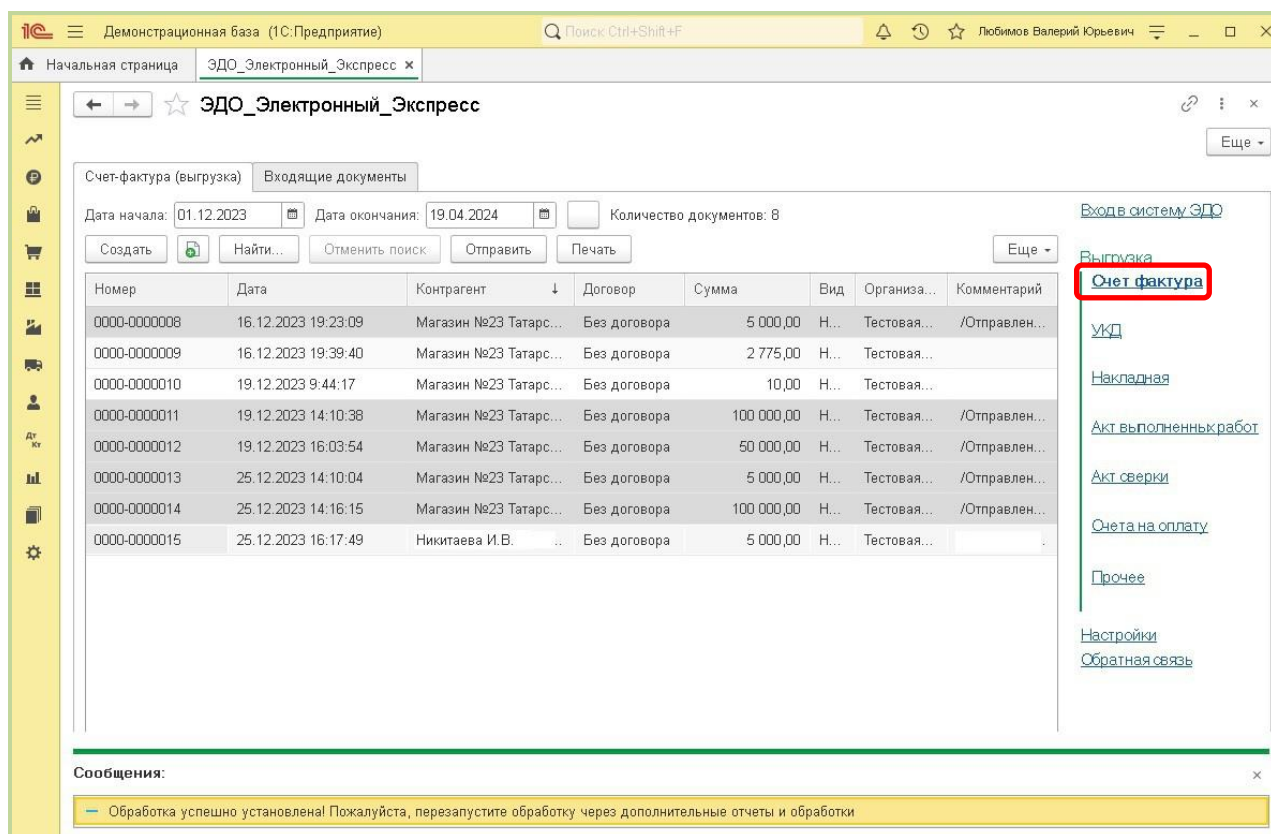 1С Демонстрационная база (1С:Предприятие) Поиск Ctrl+Shift+F Любимов Валерий Юрьевич
Начальная страница ЭДО_Электронный_Экспресс ×
ЭДО_Электронный_Экспресс
Еще
Счет-фактура (выгрузка) Входящие документы
Дата начала: 01.12.2023 Дата окончания: 19.04.2024 Количество документов: 8 Вход в систему ЭДО
Создать Найти... Отменить поиск Отправить Печать Еще Выгрузка
Номер Дата Контрагент ↓ Договор Сумма Вид Организа... Комментарий Счет фактура
0000-0000008 16.12.2023 19:23:09 Магазин №23 Татарс... Без договора 5 000,00 Н... Тестовая... /Отправлен...
УКД
0000-0000009 16.12.2023 19:39:40 Магазин №23 Татарс... Без договора 2 775,00 Н... Тестовая...
0000-0000010 19.12.2023 9:44:17 Магазин №23 Татарс... Без договора 10,00 Н... Тестовая... Накладная
0000-0000011 19.12.2023 14:10:38 Магазин №23 Татарс... Без договора 100 000,00 Н... Тестовая... /Отправлен...
Акт выполненных работ
0000-0000012 19.12.2023 16:03:54 Магазин №23 Татарс... Без договора 50 000,00 Н... Тестовая... /Отправлен...
0000-0000013 25.12.2023 14:10:04 Магазин №23 Татарс... Без договора 5 000,00 Н... Тестовая... /Отправлен... Акт сверки
0000-0000014 25.12.2023 14:16:15 Магазин №23 Татарс... Без договора 100 000,00 Н... Тестовая... /Отправлен...
Счета на оплату
0000-0000015 25.12.2023 16:17:49 Никитаева И.В. .. Без договора 5 000,00 Н... Тестовая... .
Прочее
Настройки
Обратная связь
Дт
Кт
Сообщения:
Обработка успешно установлена! Пожалуйста, перезапустите обработку через дополнительные отчеты и обработки